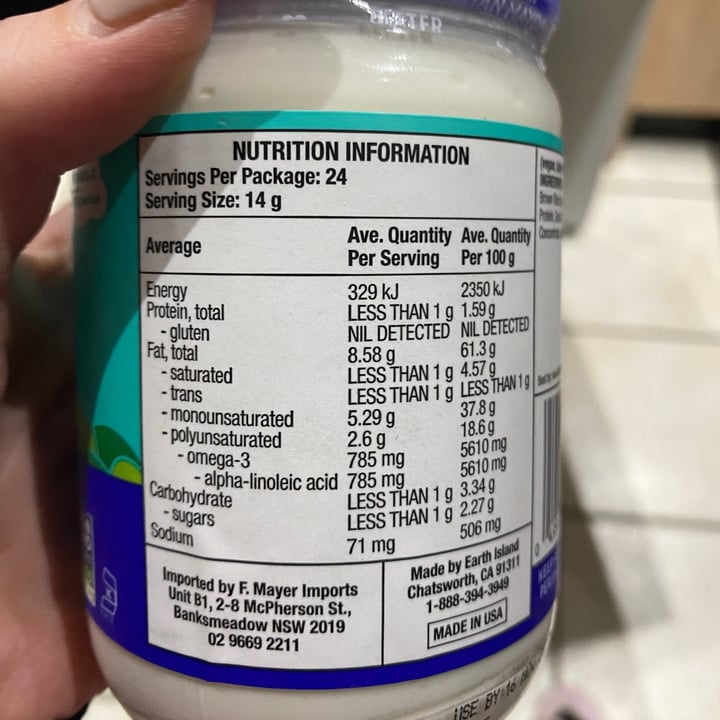 NUTRITION INFORMATION
Servings Per Package: 24
Serving Size: 14 g
Average Ave. Quantity Per Serving Ave. Quantity Per 100 g
Energy 329 kJ 2350 kJ
Protein, total LESS THAN 1 g 1.59 g
- gluten NIL DETECTED NIL DETECTED
Fat, total 8.58 g 61.3 g
- saturated LESS THAN 1 g 4.57 g
- trans LESS THAN 1 g LESS THAN 1 g
- monounsaturated 5.29 g 37.8 g
- polyunsaturated 2.6 g 18.6 g
- omega-3 785 mg 5610 mg
- alpha-linoleic acid 785 mg 5610 mg
Carbohydrate LESS THAN 1 g 3.34 g
- sugars LESS THAN 1 g 2.27 g
Sodium 71 mg 506 mg
Imported by F. Mayer Imports
Unit B1, 2-8 McPherson St.,
Banksmeadow NSW 2019
02 9669 2211
Made by Earth Island
Chatsworth, CA 91311
1-888-394-3949
MADE IN USA
USE BY